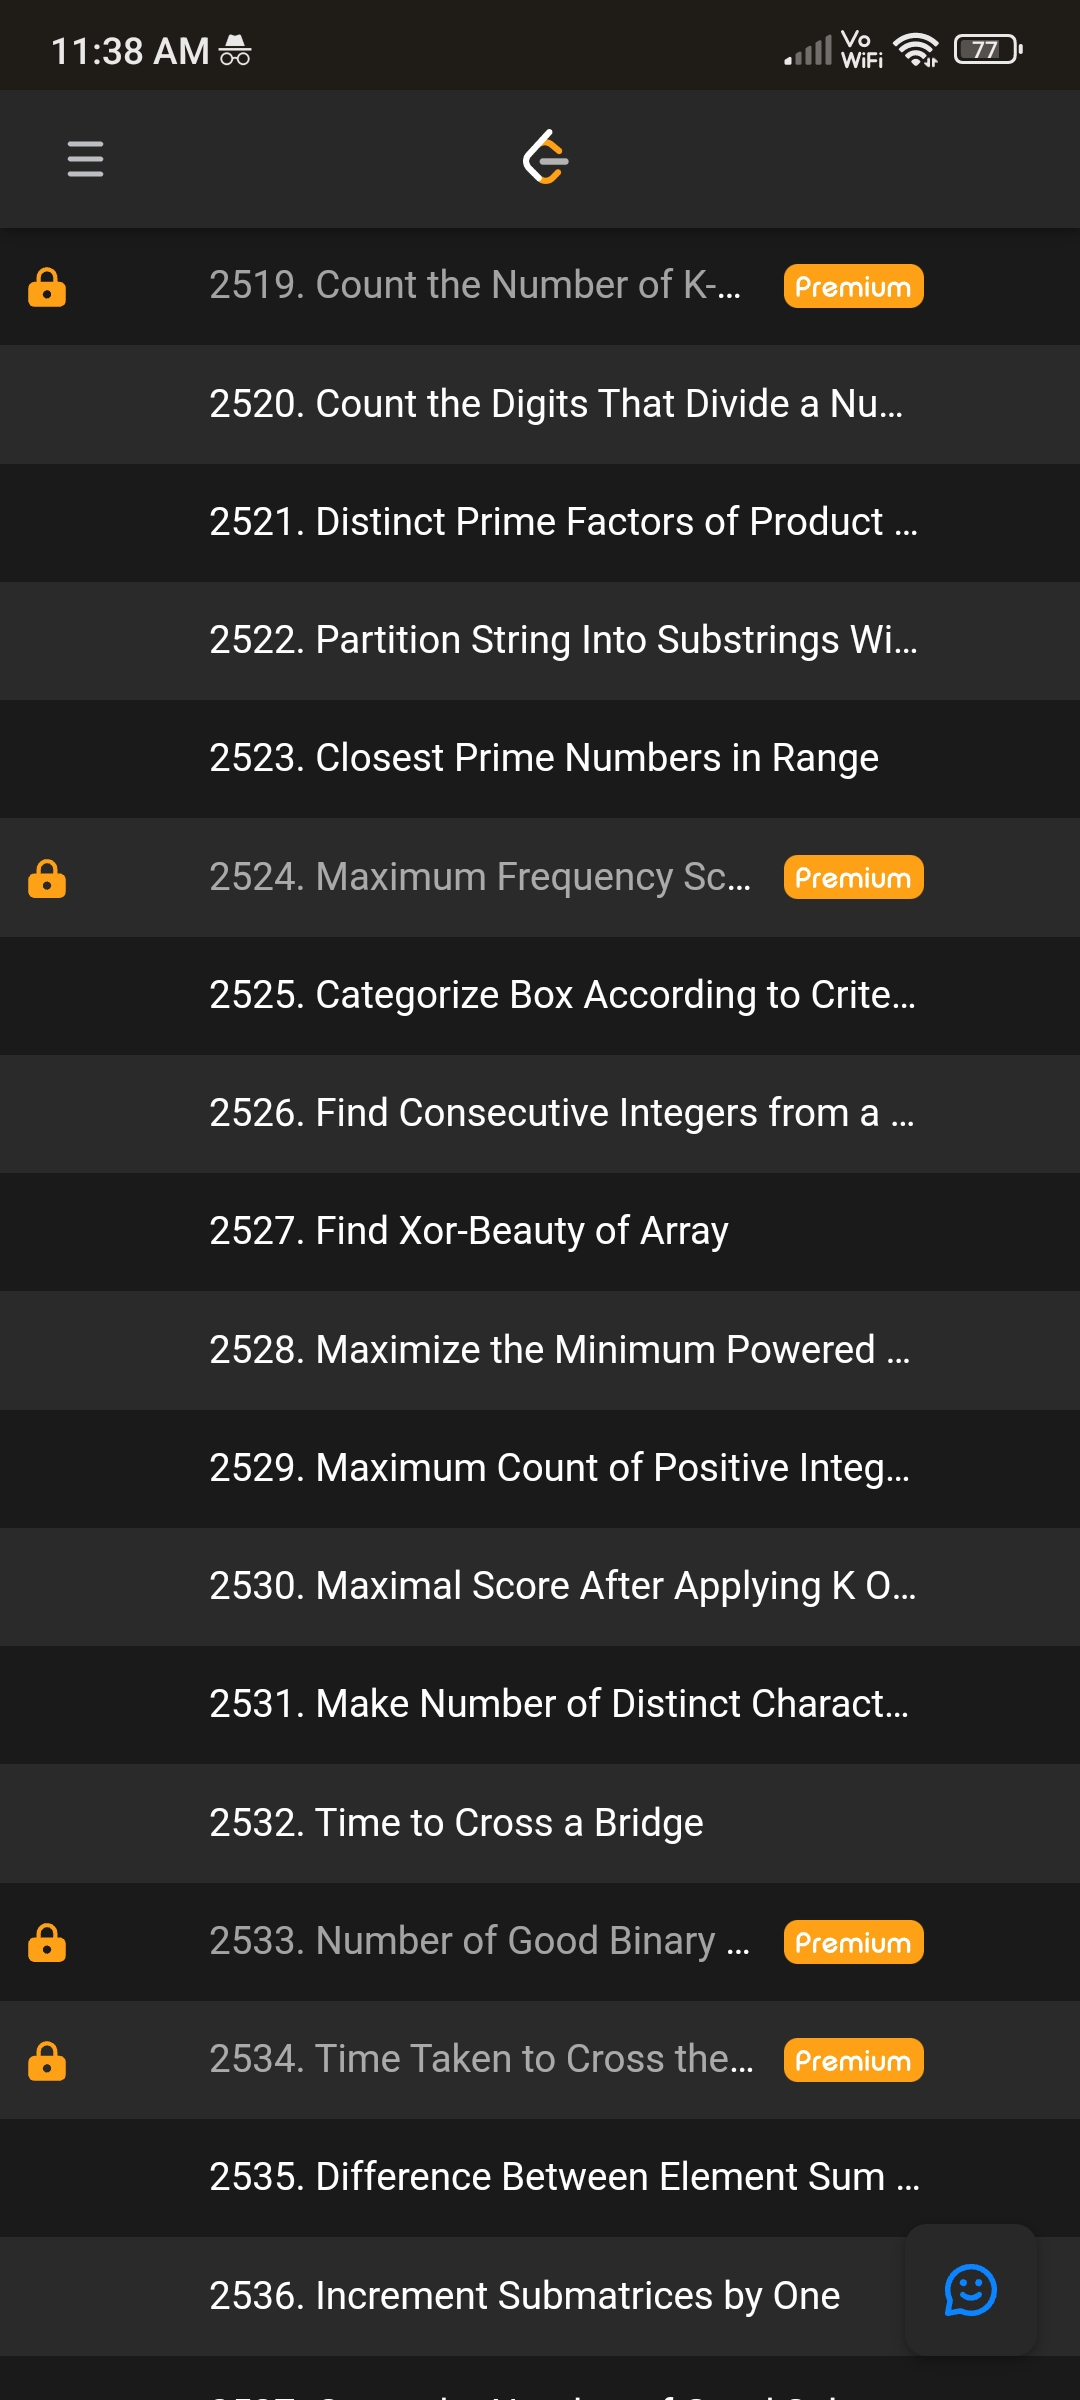 11:38 AM
Vo
WiFi
77
2519. Count the Number of K-...
Premium
2520. Count the Digits That Divide a Nu...
2521. Distinct Prime Factors of Product ...
2522. Partition String Into Substrings Wi...
2523. Closest Prime Numbers in Range
2524. Maximum Frequency Sc...
Premium
2525. Categorize Box According to Crite...
2526. Find Consecutive Integers from a ...
2527. Find Xor-Beauty of Array
2528. Maximize the Minimum Powered ...
2529. Maximum Count of Positive Integ...
2530. Maximal Score After Applying K O...
2531. Make Number of Distinct Charact...
2532. Time to Cross a Bridge
2533. Number of Good Binary ...
Premium
2534. Time Taken to Cross the...
Premium
2535. Difference Between Element Sum ...
2536. Increment Submatrices by One